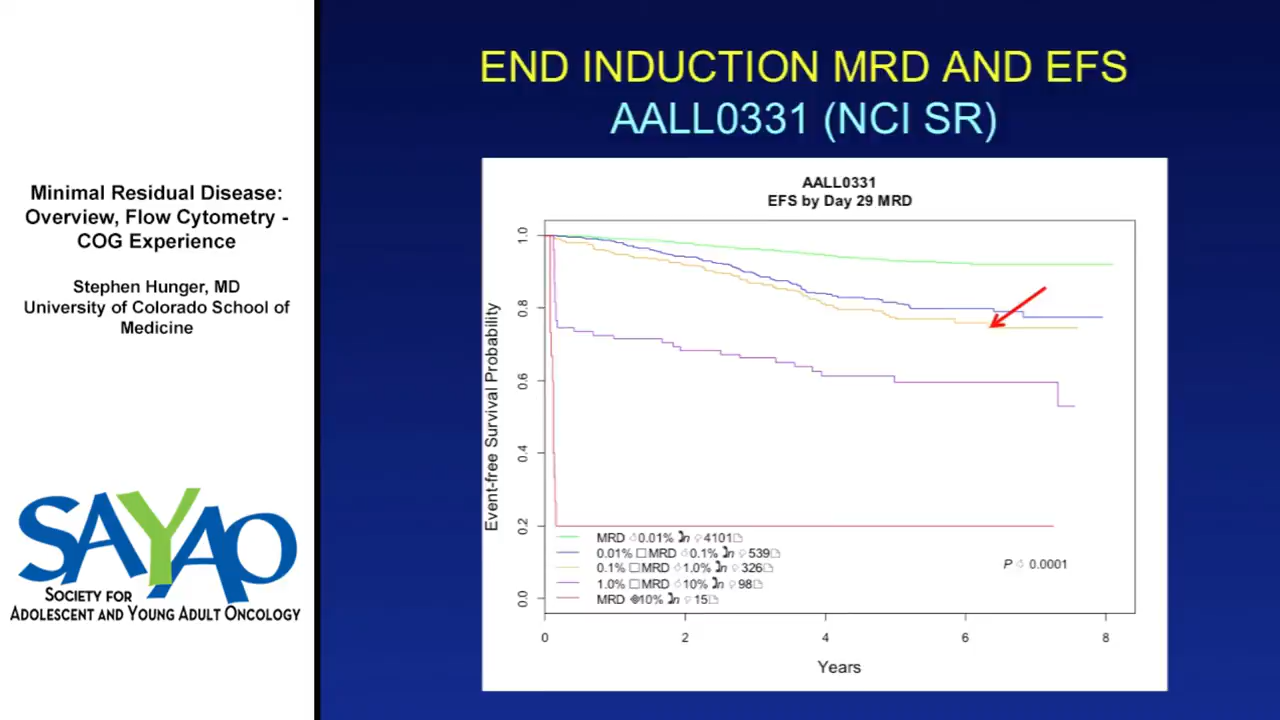 Minimal Residual Disease:
Overview, Flow Cytometry -
COG Experience
Stephen Hunger, MD
University of Colorado School of
Medicine
SAYAO
SOCIETY FOR
ADOLESCENT AND YOUNG ADULT ONCOLOGY
END INDUCTION MRD AND EFS
AALL0331 (NCI SR)
AALL0331
EFS by Day 29 MRD
Event-free Survival Probability
1.0
0.8
0.6
0.4
0.2
0.0
MRD 0.01% n 4101
0.01% □MRD 0.1% n 539
0.1% □MRD 1.0% n 326
1.0% □MRD 10% n 98
MRD 10% n 15
P 0.0001
0 2 4 6 8
Years